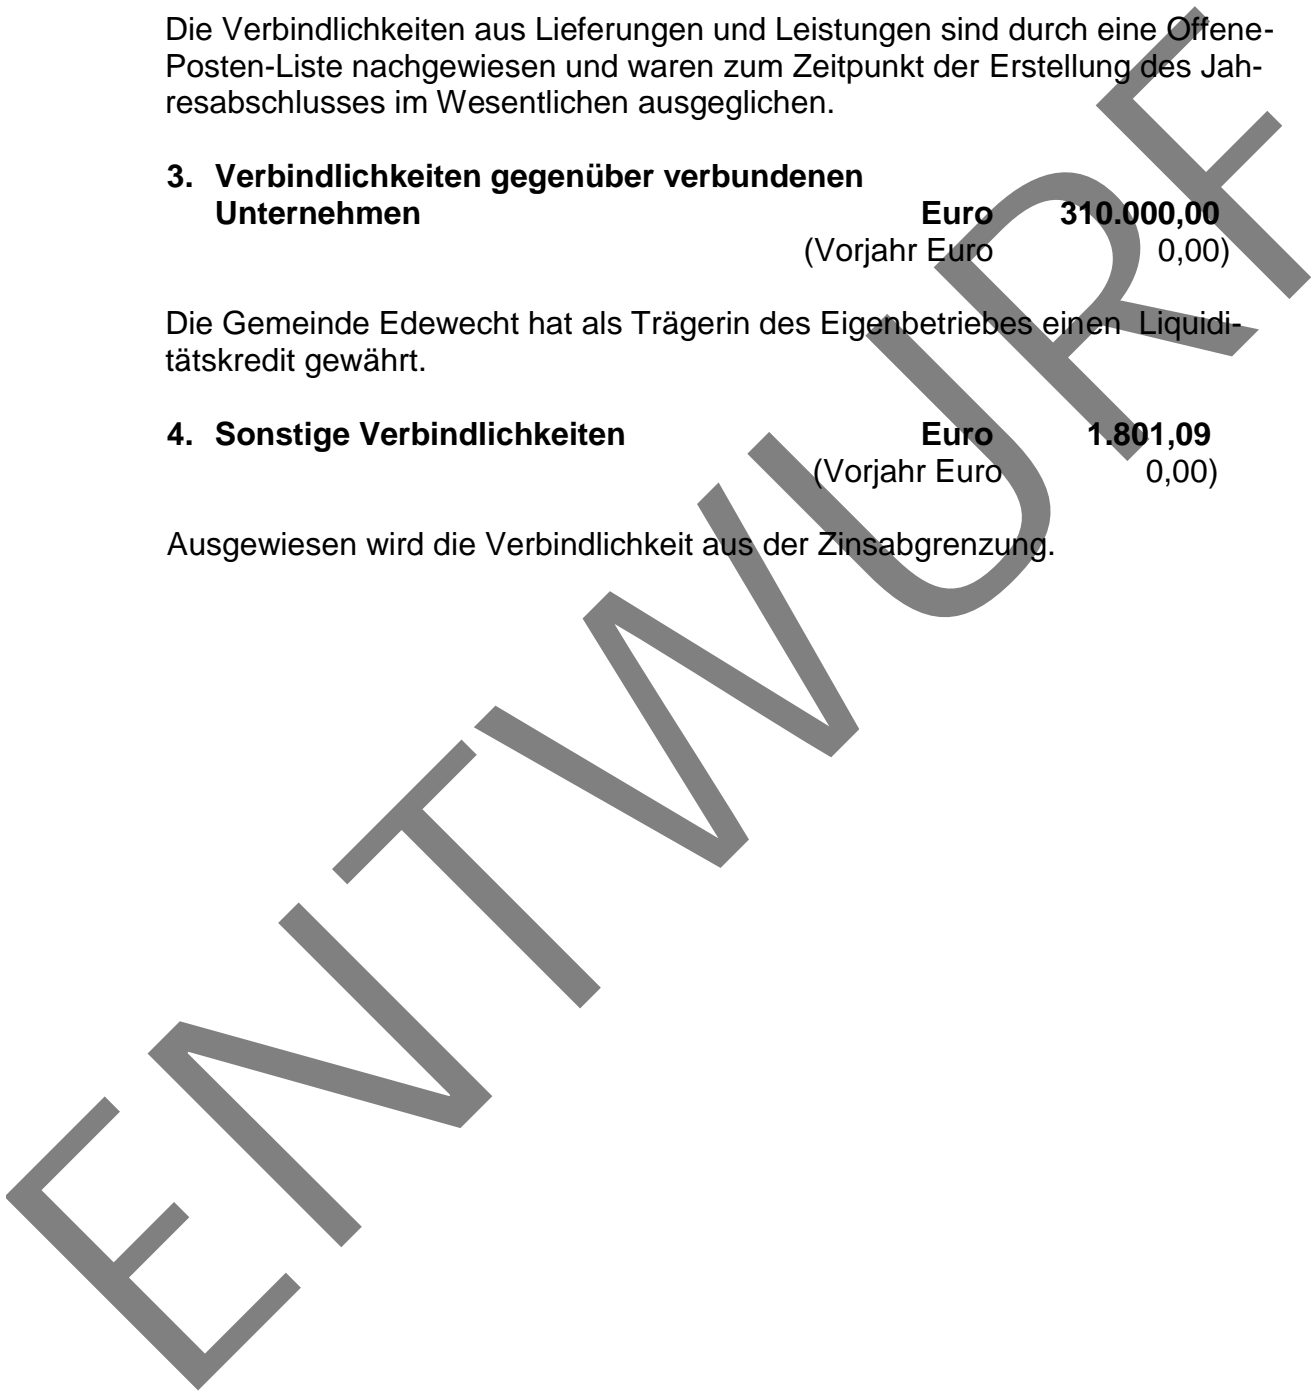 Die Verbindlichkeiten aus Lieferungen und Leistungen sind durch eine Offene-
Posten-Liste nachgewiesen und waren zum Zeitpunkt der Erstellung des Jah-
resabschlusses im Wesentlichen ausgeglichen.
3. Verbindlichkeiten gegenüber verbundenen
Unternehmen Euro 310.000,00
(Vorjahr Euro 0,00)
Die Gemeinde Edewecht hat als Trägerin des Eigenbetriebes einen Liquidi-
tätskredit gewährt.
4. Sonstige Verbindlichkeiten Euro 1.801,09
(Vorjahr Euro 0,00)
Ausgewiesen wird die Verbindlichkeit aus der Zinsabgrenzung.
ENTWURF